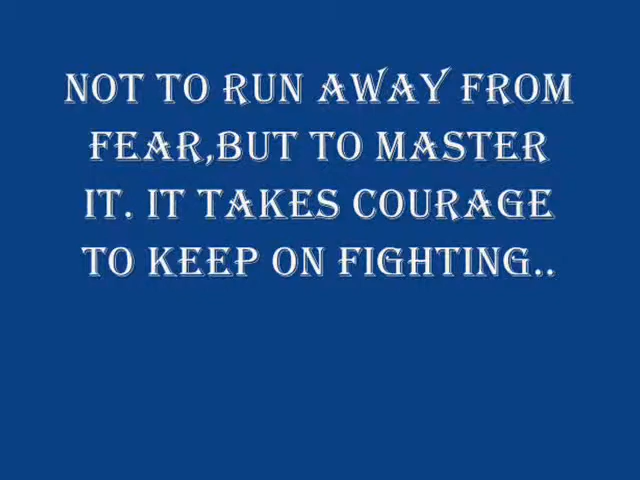 NOT TO RUN AWAY FROM
FEAR,BUT TO MASTER
IT. IT TAKES COURAGE
TO KEEP ON FIGHTING..